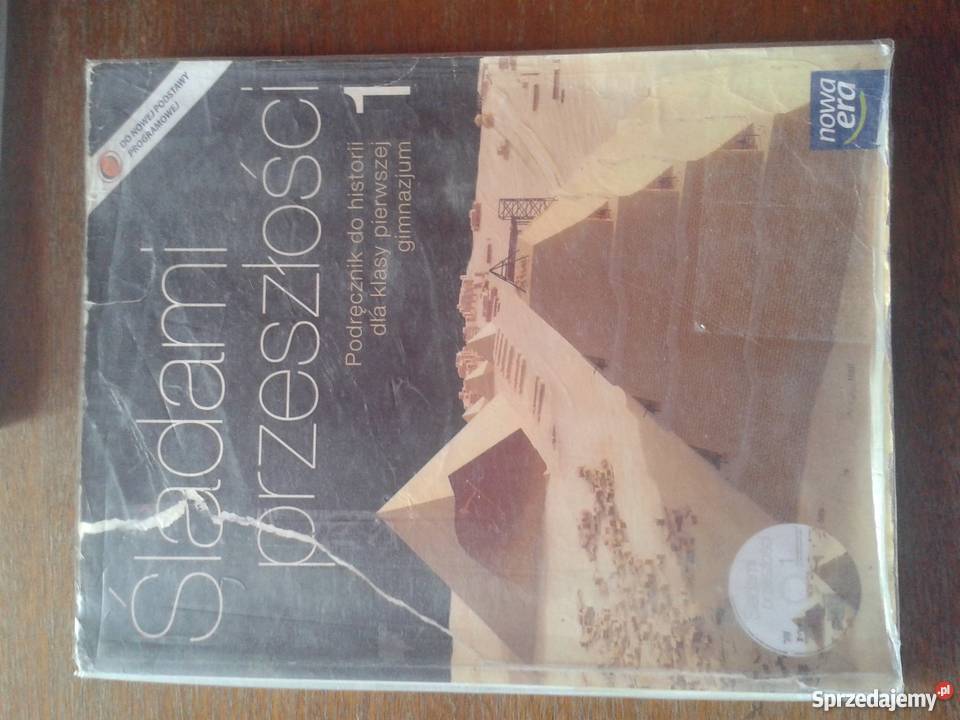 DO NOWEJ PODSTAWY
PROGRAMOWEJ
Śladami
przeszłości
1
Podręcznik do historii
dla klasy pierwszej
gimnazjum
nowa
era
Sprzedajemy.pl